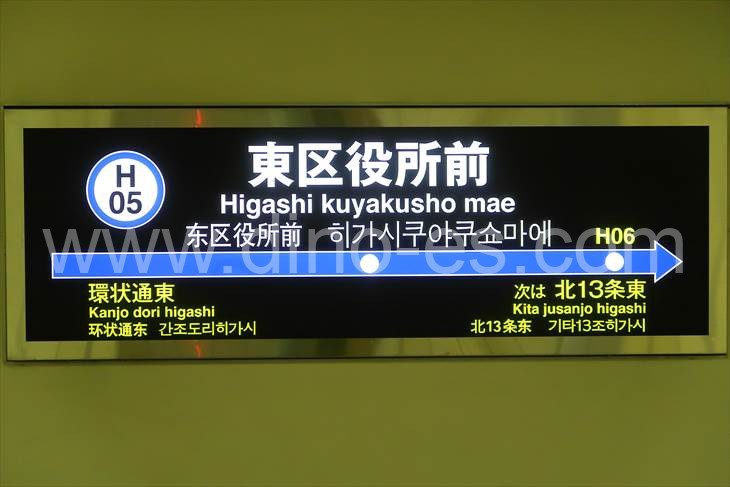 H
05
東区役所前
Higashi kuyakusho mae
东区役所前 히가시쿠야쿠쇼마에
H06
www.dino-es.com
環状通東
Kanjo dori higashi
环状通东 간조도리히가시
次は 北13条東
Kita jusanjo higashi
北13条东 기타13조히가시